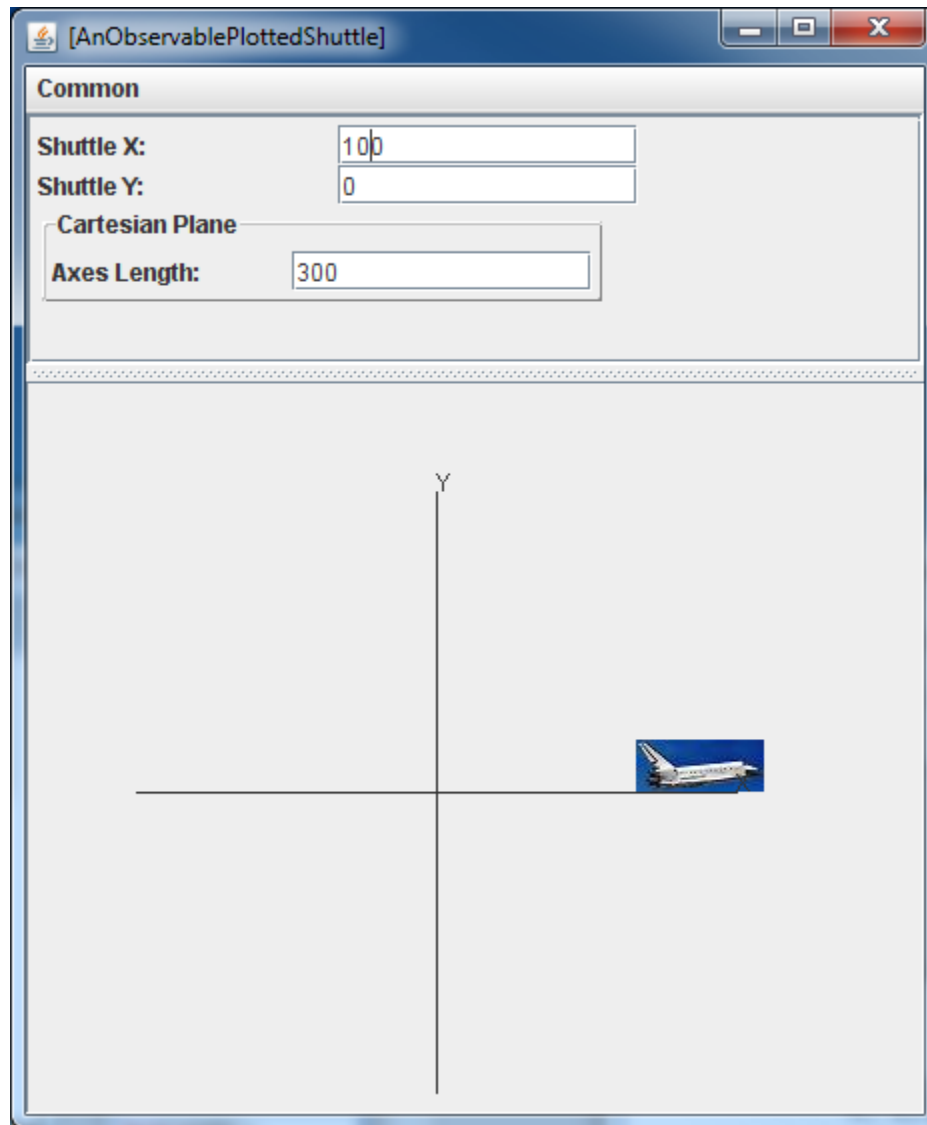 [AnObservablePlottedShuttle]
Common
Shuttle X: 100
Shuttle Y: 0
Cartesian Plane
Axes Length: 300
Y